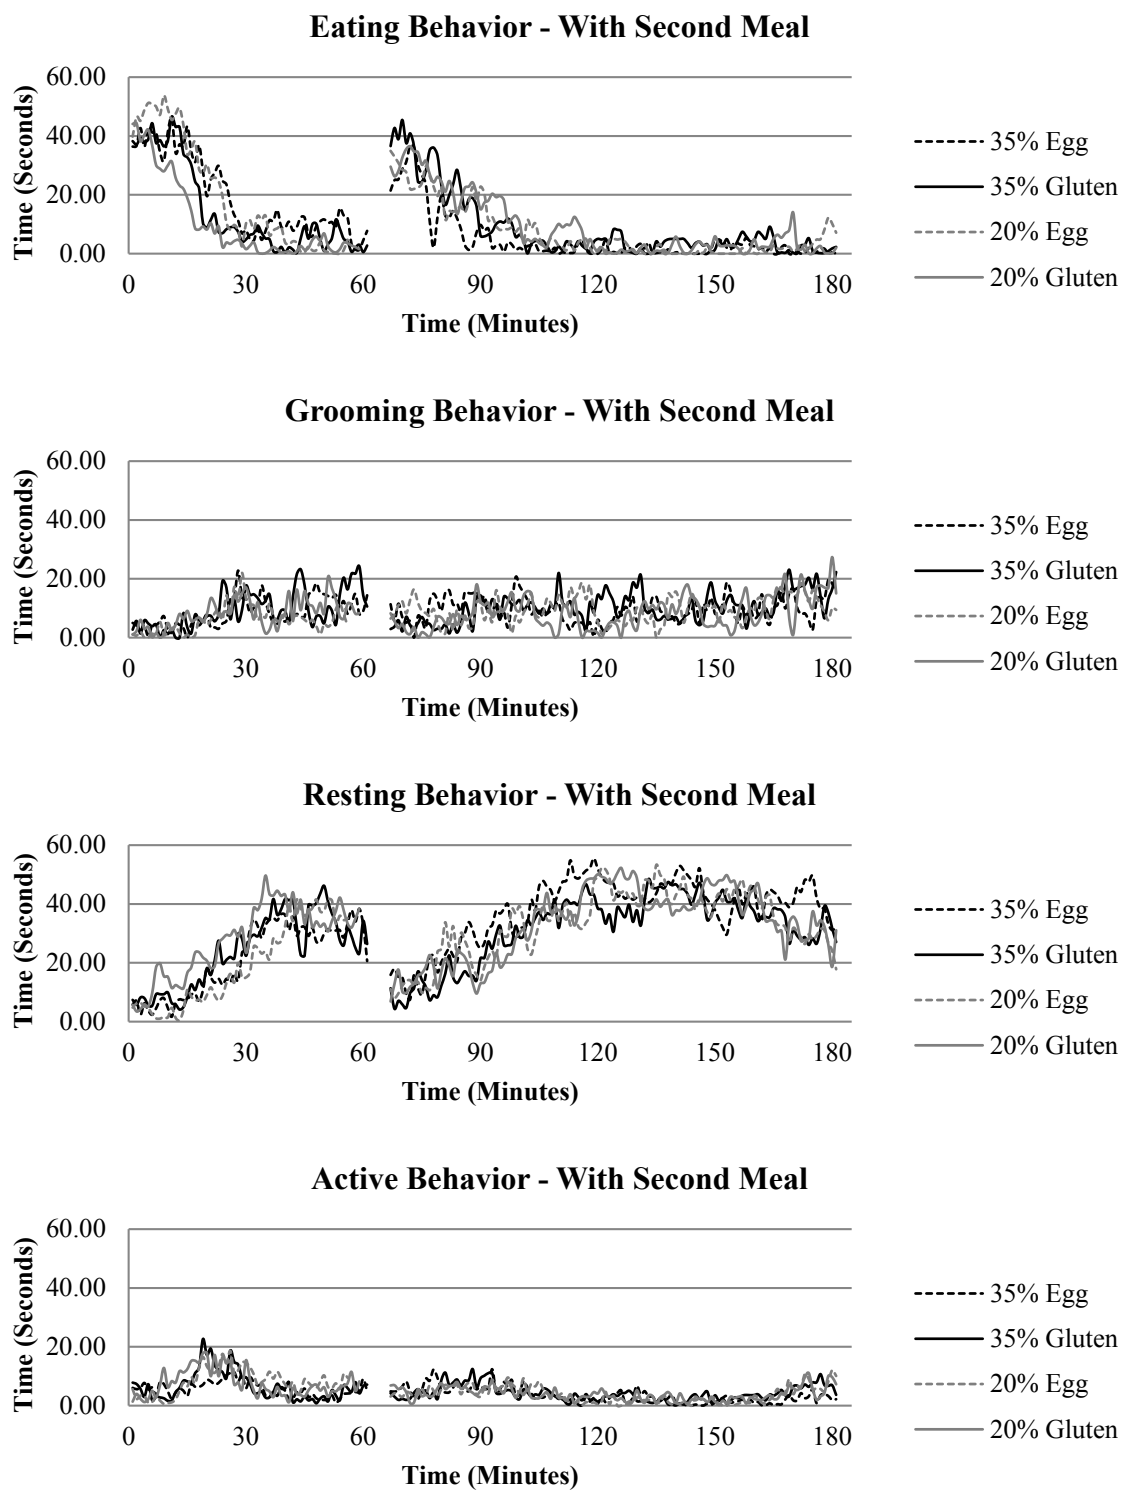 Eating Behavior - With Second Meal
Time (Seconds)
60.00
40.00
20.00
0.00
0 30 60 90 120 150 180
Time (Minutes)
35% Egg
35% Gluten
20% Egg
20% Gluten
Grooming Behavior - With Second Meal
Time (Seconds)
60.00
40.00
20.00
0.00
0 30 60 90 120 150 180
Time (Minutes)
35% Egg
35% Gluten
20% Egg
20% Gluten
Resting Behavior - With Second Meal
Time (Seconds)
60.00
40.00
20.00
0.00
0 30 60 90 120 150 180
Time (Minutes)
35% Egg
35% Gluten
20% Egg
20% Gluten
Active Behavior - With Second Meal
Time (Seconds)
60.00
40.00
20.00
0.00
0 30 60 90 120 150 180
Time (Minutes)
35% Egg
35% Gluten
20% Egg
20% Gluten